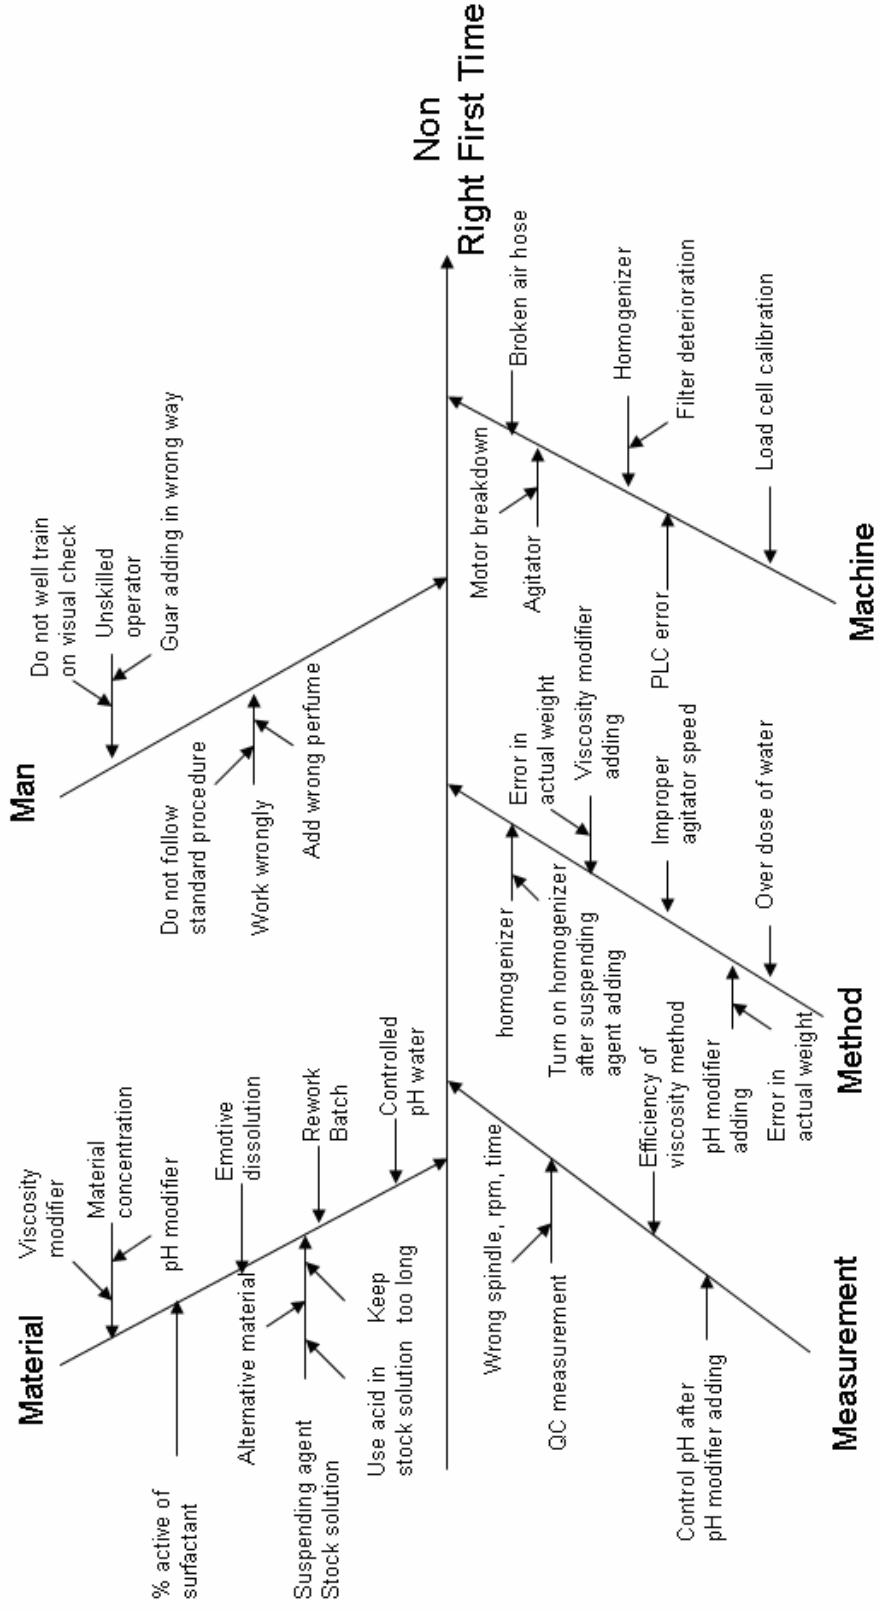 Non
Right First Time
Material
Viscosity
modifier
Material
concentration
pH modifier
% active of
surfactant
Emotive
dissolution
Alternative material
Suspending agent
Stock solution
Use acid in
stock solution
Keep
too long
Rework
Batch
Controlled
pH water
Man
Do not well train
on visual check
Unskilled
operator
Guar adding in wrong way
Do not follow
standard procedure
Work wrongly
Add wrong perfume
Measurement
Wrong spindle, rpm, time
QC measurement
Efficiency of
viscosity method
Control pH after
pH modifier adding
Method
homogenizer
Turn on homogenizer
after suspending
agent adding
Error in
actual weight
Viscosity modifier
adding
Improper
agitator speed
pH modifier
adding
Error in
actual weight
Over dose of water
Machine
Broken air hose
Motor breakdown
Agitator
Homogenizer
Filter deterioration
PLC error
Load cell calibration